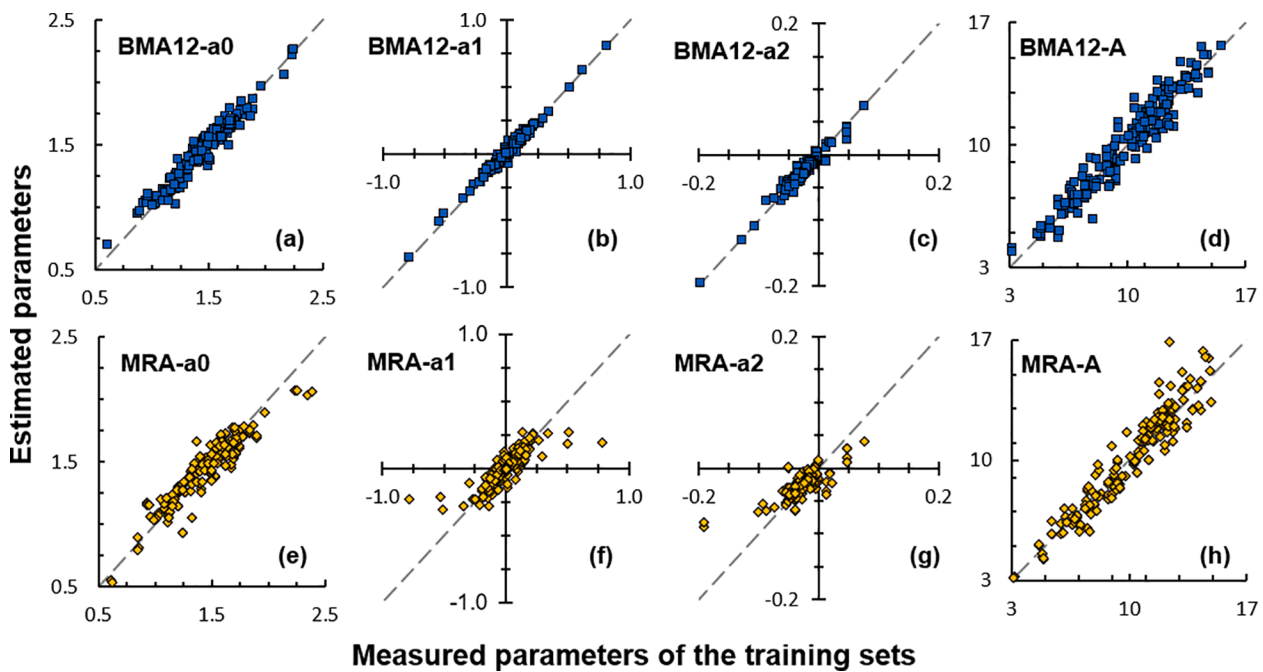 2.5
BMA12-a0
1.5
0.5
0.5
1.5
2.5
(a)
1.0
BMA12-a1
-1.0
1.0
-1.0
(b)
0.2
BMA12-a2
-0.2
0.2
-0.2
(c)
17
BMA12-A
10
3
3
10
17
(d)
Estimated parameters
2.5
MRA-a0
1.5
0.5
0.5
1.5
2.5
(e)
1.0
MRA-a1
-1.0
1.0
-1.0
(f)
0.2
MRA-a2
-0.2
0.2
-0.2
(g)
17
MRA-A
10
3
3
10
17
(h)
Measured parameters of the training sets